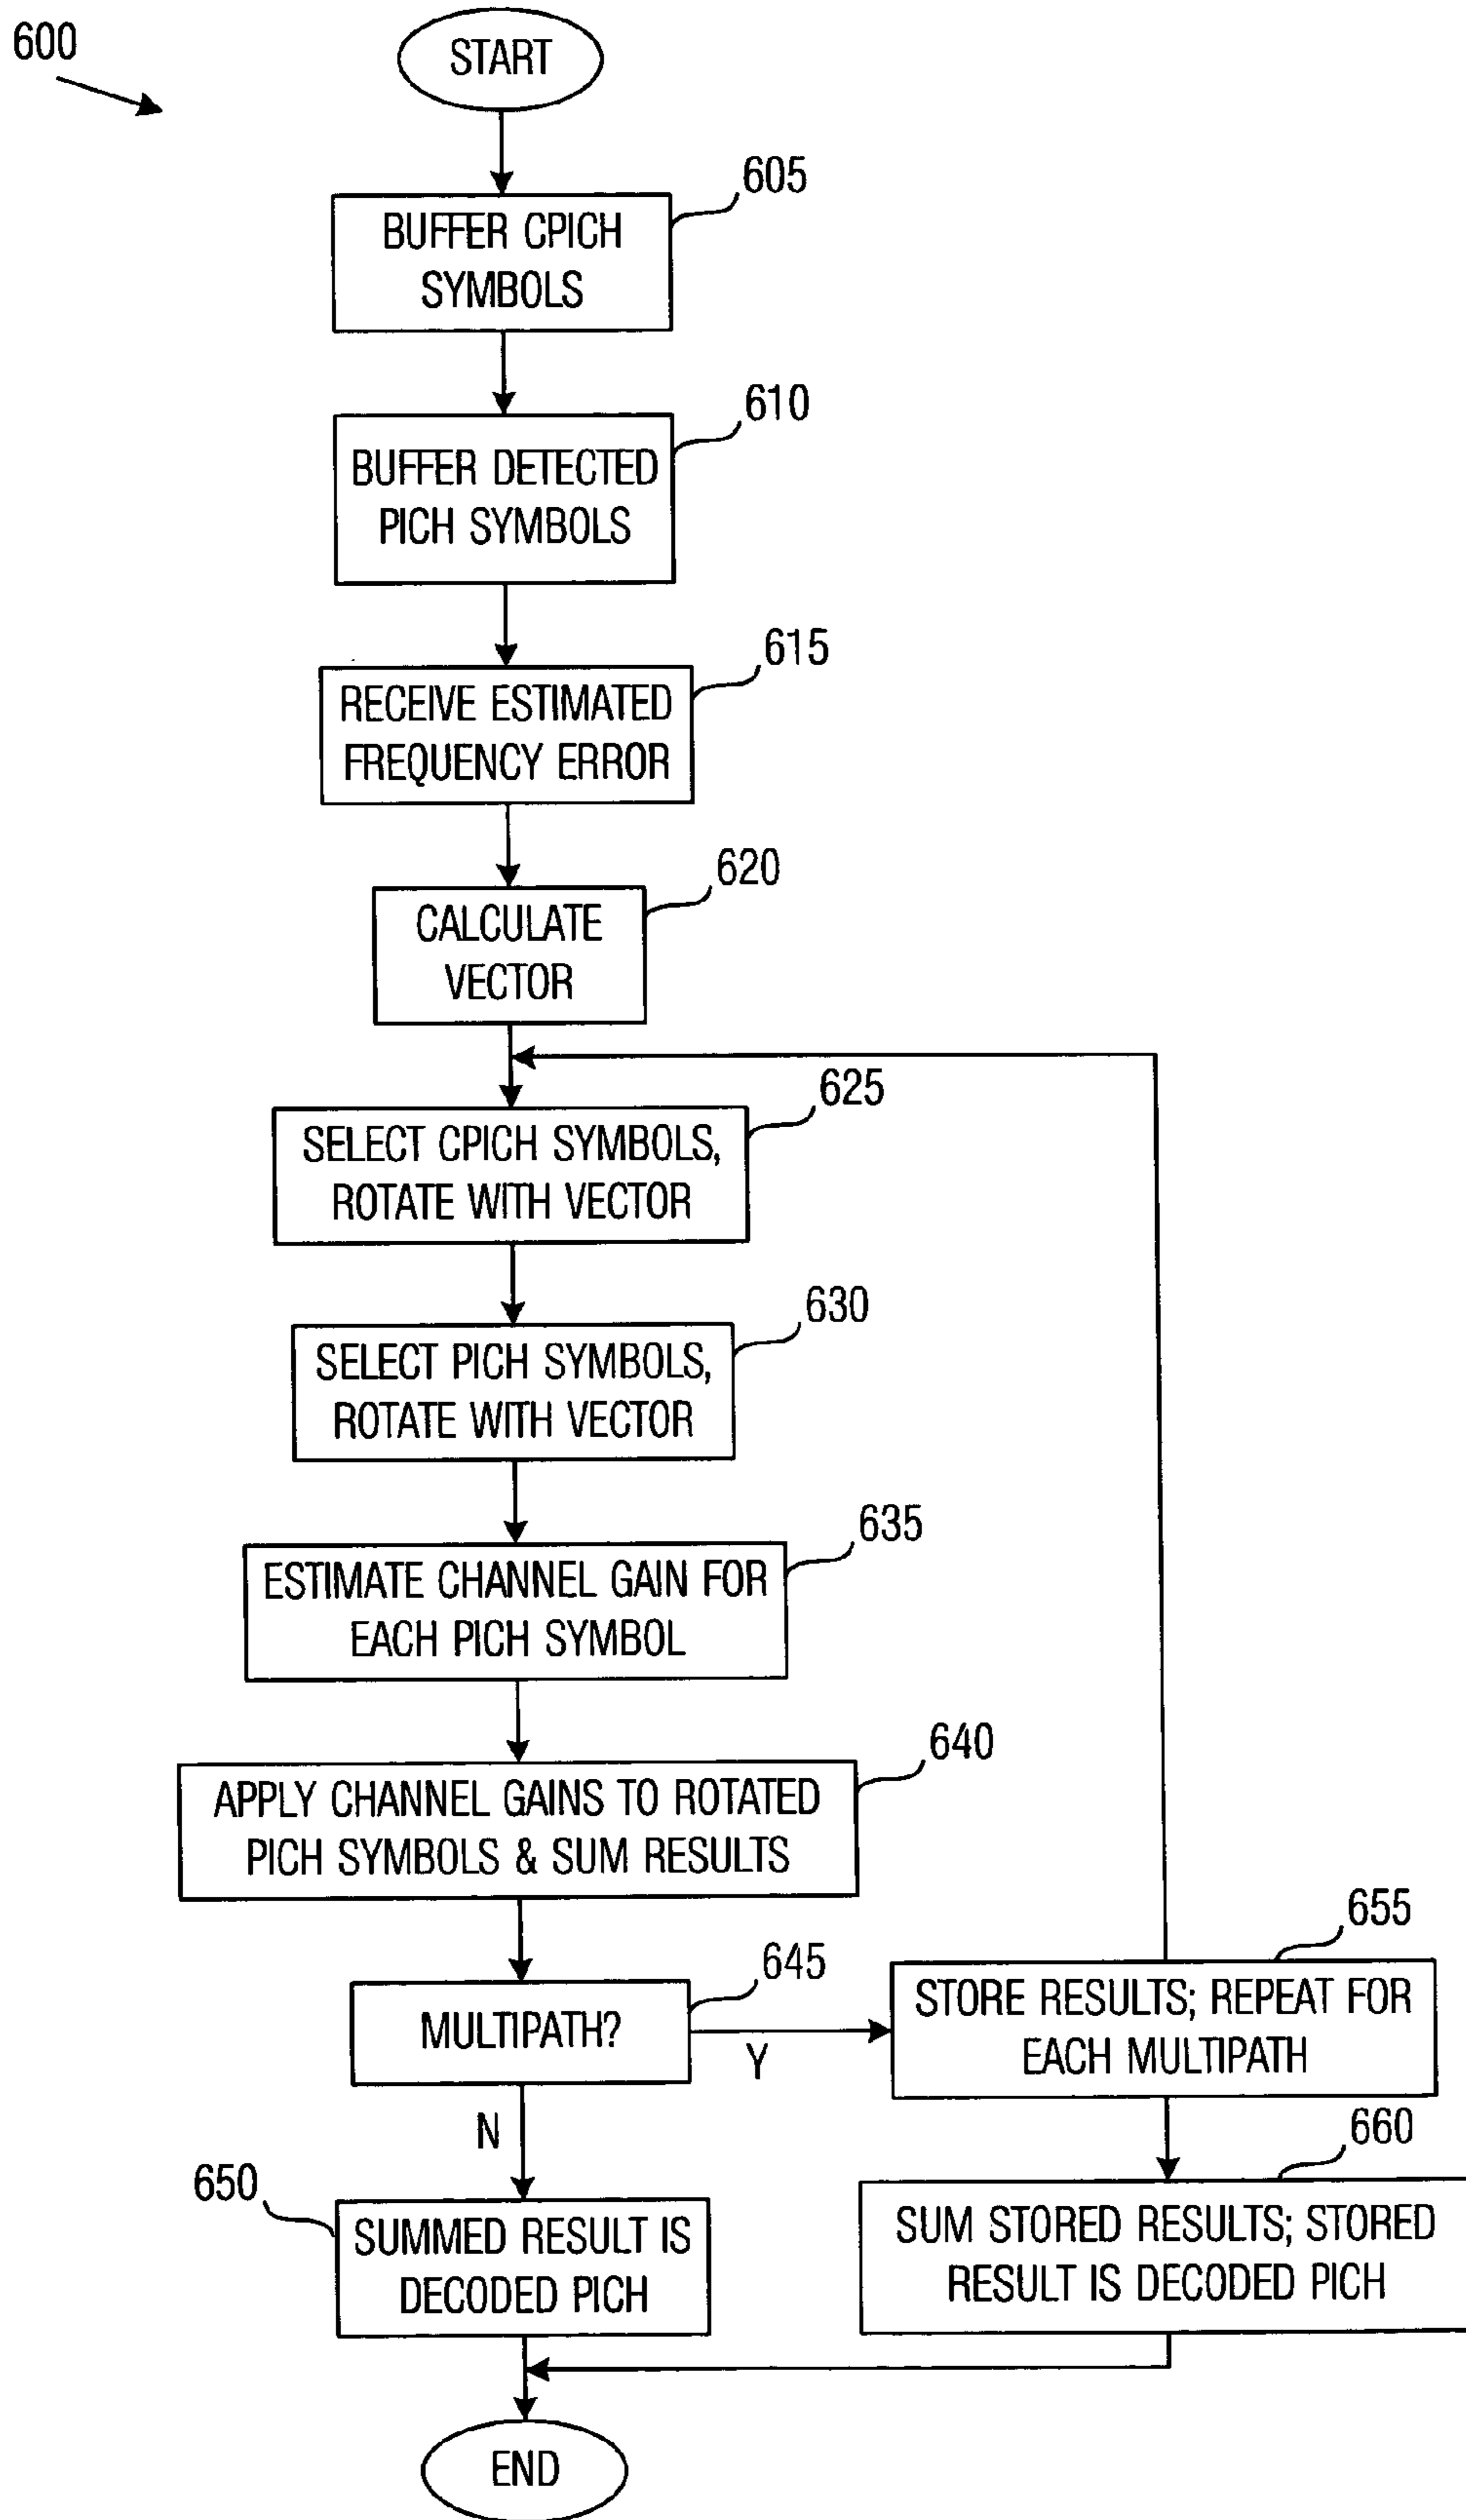 600
START
605
BUFFER CPICH
SYMBOLS
610
BUFFER DETECTED
PICH SYMBOLS
615
RECEIVE ESTIMATED
FREQUENCY ERROR
620
CALCULATE
VECTOR
625
SELECT CPICH SYMBOLS,
ROTATE WITH VECTOR
630
SELECT PICH SYMBOLS,
ROTATE WITH VECTOR
635
ESTIMATE CHANNEL GAIN FOR
EACH PICH SYMBOL
640
APPLY CHANNEL GAINS TO ROTATED
PICH SYMBOLS & SUM RESULTS
645
MULTIPATH?
Y
N
655
STORE RESULTS; REPEAT FOR
EACH MULTIPATH
650
SUMMED RESULT IS
DECODED PICH
660
SUM STORED RESULTS; STORED
RESULT IS DECODED PICH
END